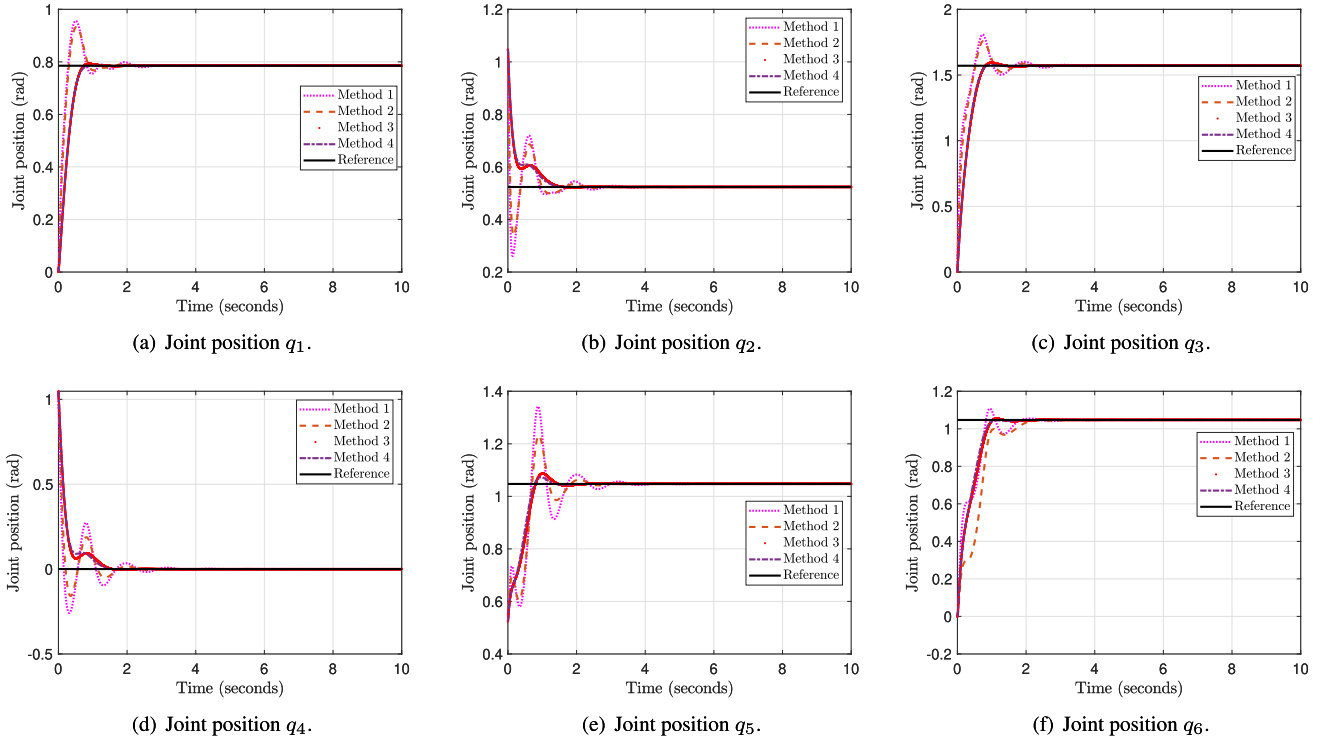 1
0.8
0.6
0.4
0.2
0
Joint position (rad)
Method 1
Method 2
Method 3
Method 4
Reference
0 2 4 6 8 10
Time (seconds)
(a) Joint position q1.
1.2
1
0.8
0.6
0.4
0.2
Joint position (rad)
Method 1
Method 2
Method 3
Method 4
Reference
0 2 4 6 8 10
Time (seconds)
(b) Joint position q2.
2
1.5
1
0.5
0
Joint position (rad)
Method 1
Method 2
Method 3
Method 4
Reference
0 2 4 6 8 10
Time (seconds)
(c) Joint position q3.
1
0.5
0
-0.5
Joint position (rad)
Method 1
Method 2
Method 3
Method 4
Reference
0 2 4 6 8 10
Time (seconds)
(d) Joint position q4.
1.4
1.2
1
0.8
0.6
0.4
Joint position (rad)
Method 1
Method 2
Method 3
Method 4
Reference
0 2 4 6 8 10
Time (seconds)
(e) Joint position q5.
1.2
1
0.8
0.6
0.4
0.2
0
-0.2
Joint position (rad)
Method 1
Method 2
Method 3
Method 4
Reference
0 2 4 6 8 10
Time (seconds)
(f) Joint position q6.